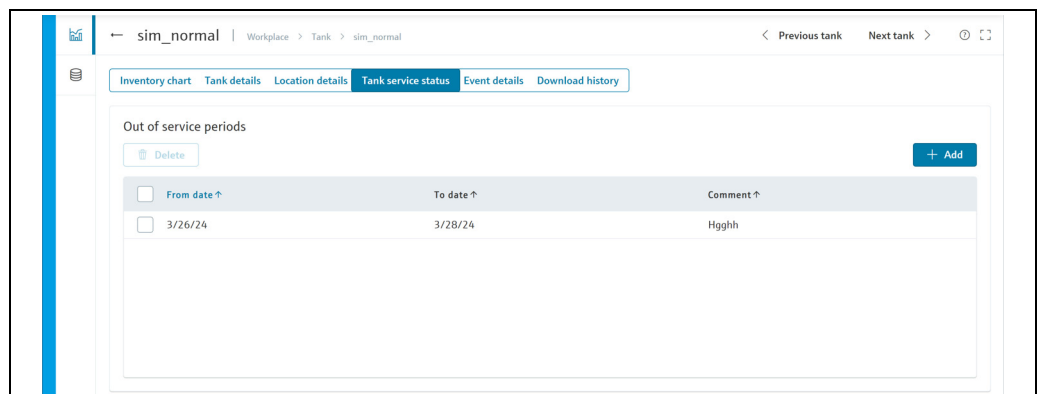 ← sim_normal | Workplace > Tank > sim_normal < Previous tank Next tank >
Inventory chart Tank details Location details Tank service status Event details Download history
Out of service periods
Delete + Add
From date ↑ To date ↑ Comment ↑
3/26/24 3/28/24 Hgghh